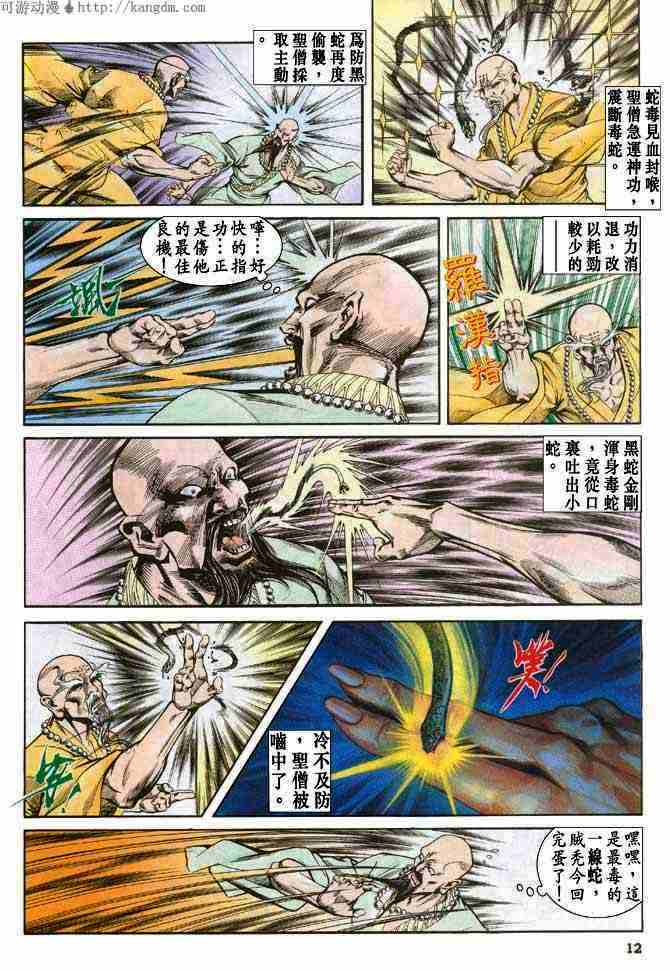 可游动漫 - http://kangdm.com/
蛇毒見血封喉，
聖僧急運神功，
震斷毒蛇。
爲防黑
蛇再度
偷襲，
聖僧採
取主動
。
功力消
退，改
以耗勁
較少的
——
羅漢指
嘩…好
快的指
功…正
是傷他
的最佳
良機！
颯
黑蛇金剛
渾身毒蛇
，竟從口
裏吐出小
蛇。
噗！
冷不及防
，聖僧被
嚙中了。
嘿嘿，這
是最毒的
一線蛇，
賊禿今回
完蛋了！
12